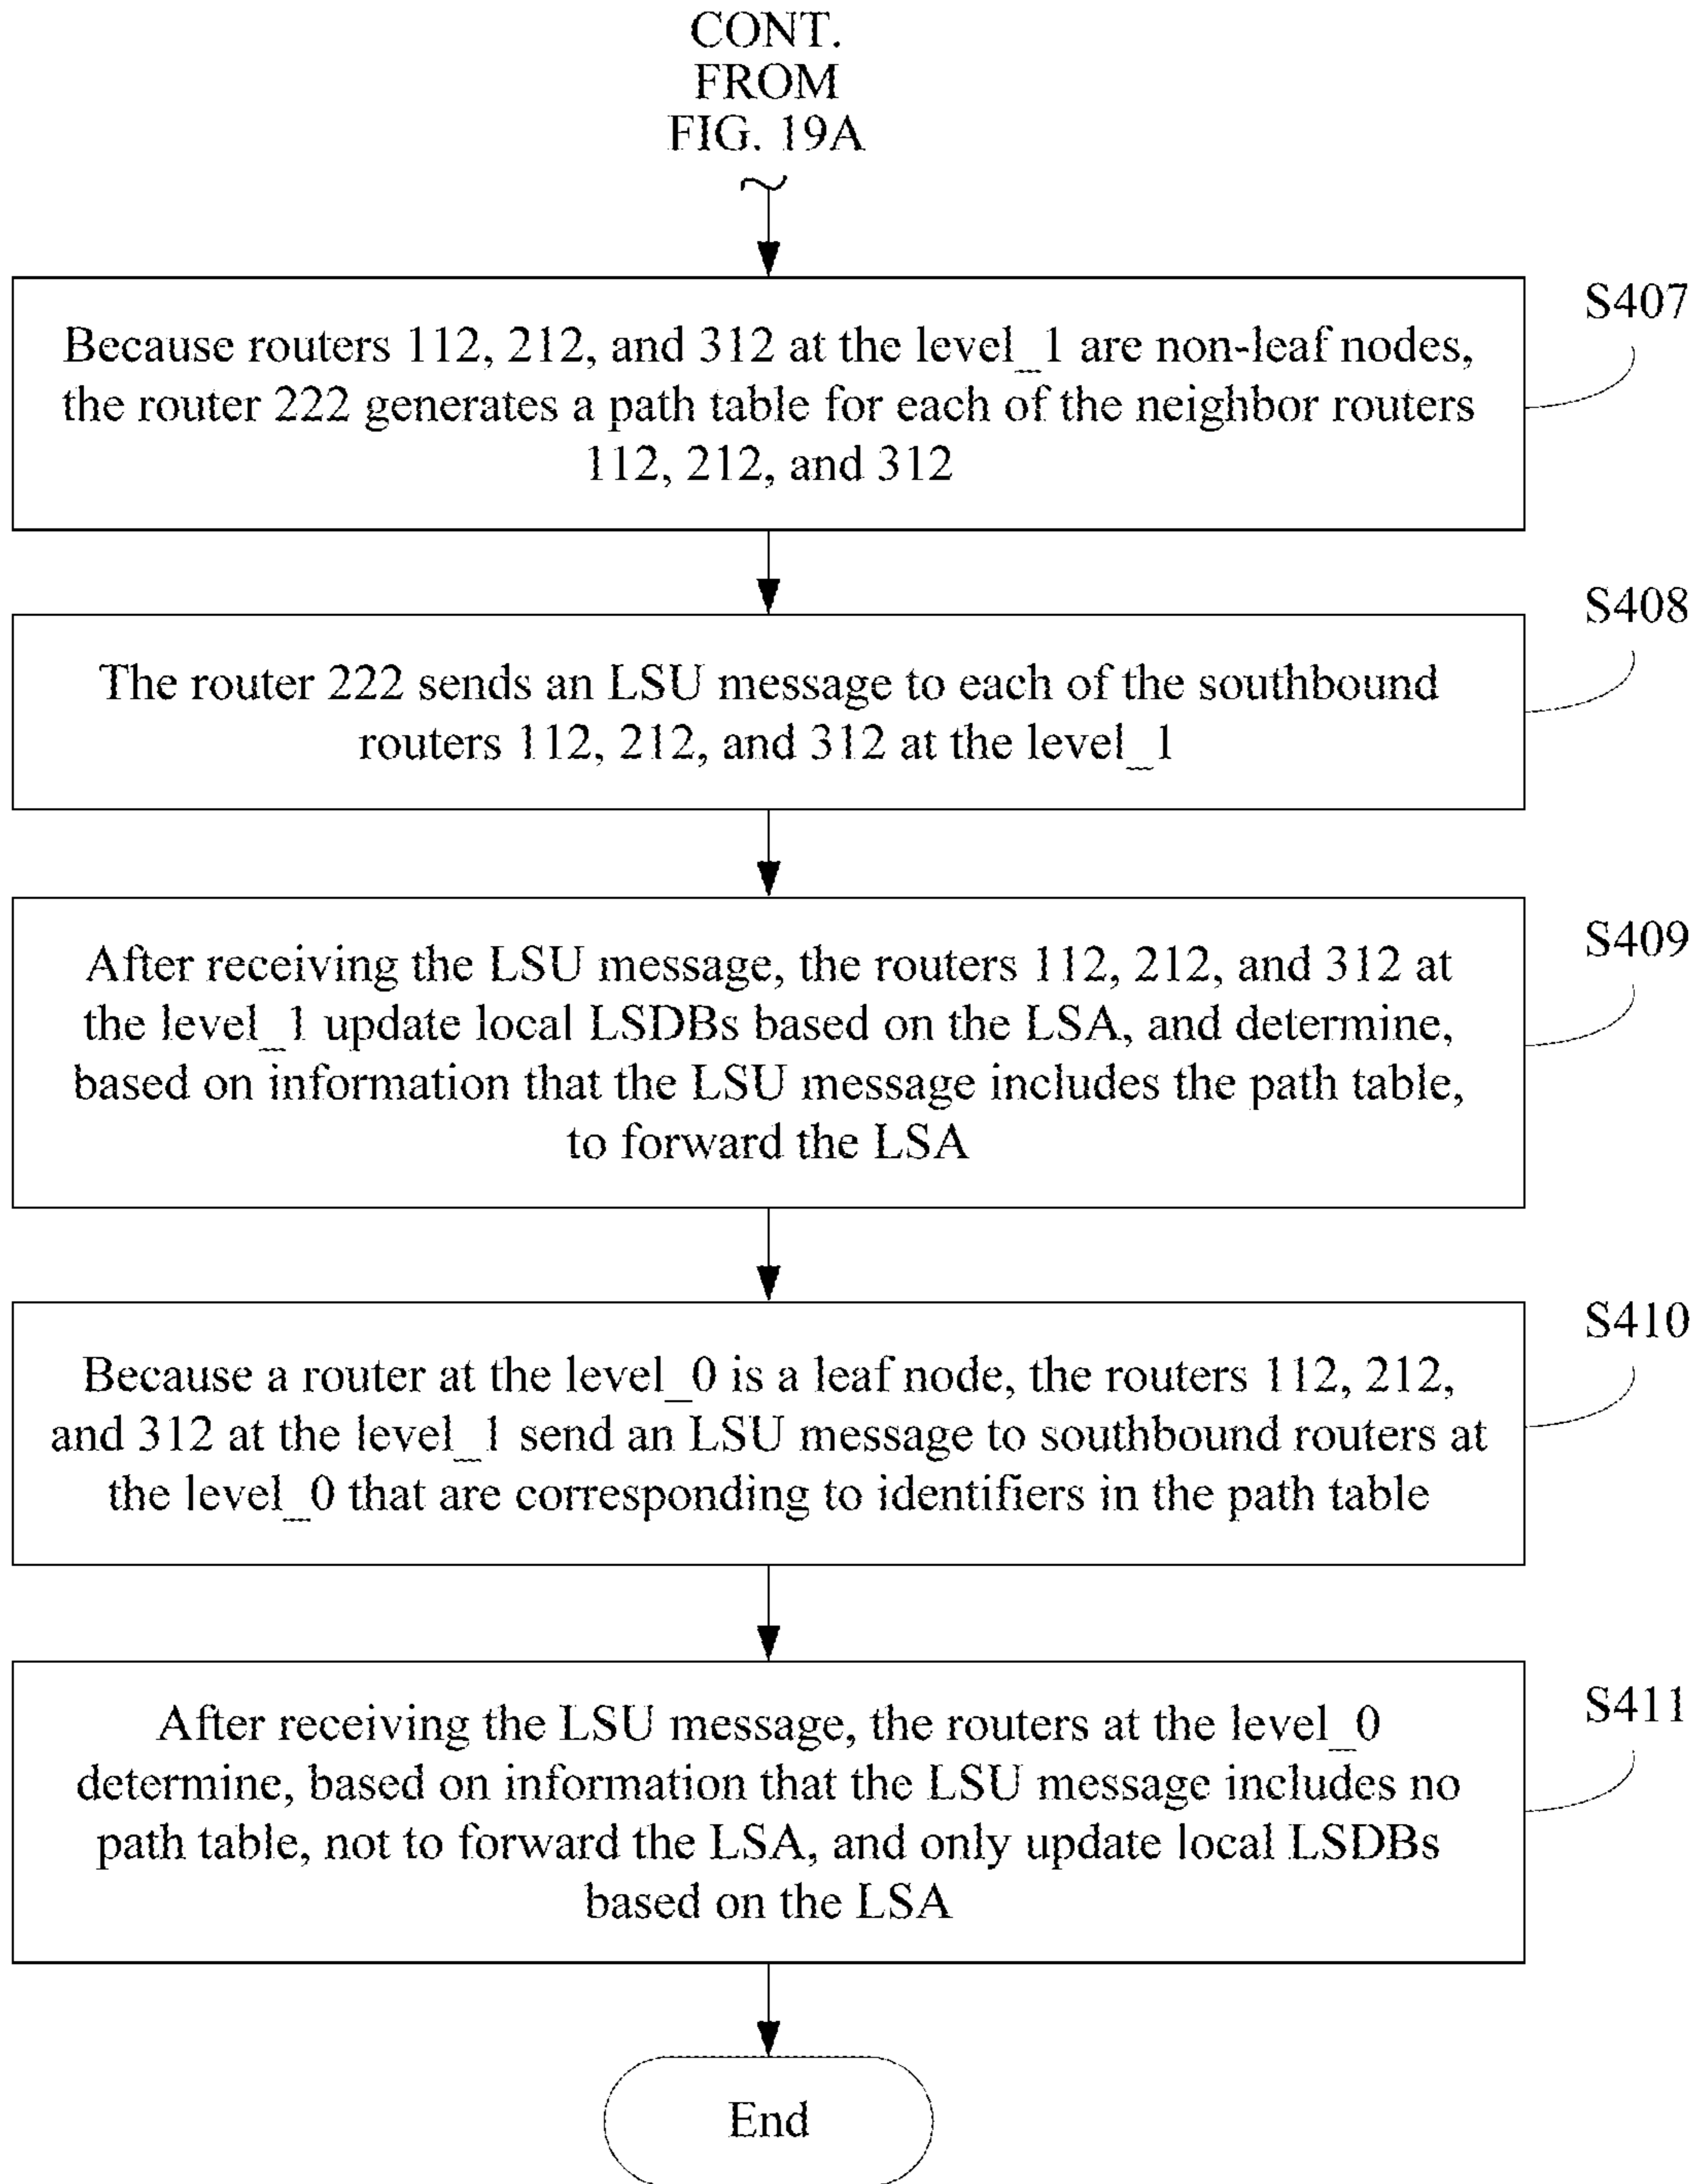 CONT.
FROM
FIG. 19A
S407
Because routers 112, 212, and 312 at the level_1 are non-leaf nodes,
the router 222 generates a path table for each of the neighbor routers
112, 212, and 312
S408
The router 222 sends an LSU message to each of the southbound
routers 112, 212, and 312 at the level_1
S409
After receiving the LSU message, the routers 112, 212, and 312 at
the level_1 update local LSDBs based on the LSA, and determine,
based on information that the LSU message includes the path table,
to forward the LSA
S410
Because a router at the level_0 is a leaf node, the routers 112, 212,
and 312 at the level_1 send an LSU message to southbound routers at
the level_0 that are corresponding to identifiers in the path table
S411
After receiving the LSU message, the routers at the level_0
determine, based on information that the LSU message includes no
path table, not to forward the LSA, and only update local LSDBs
based on the LSA
End